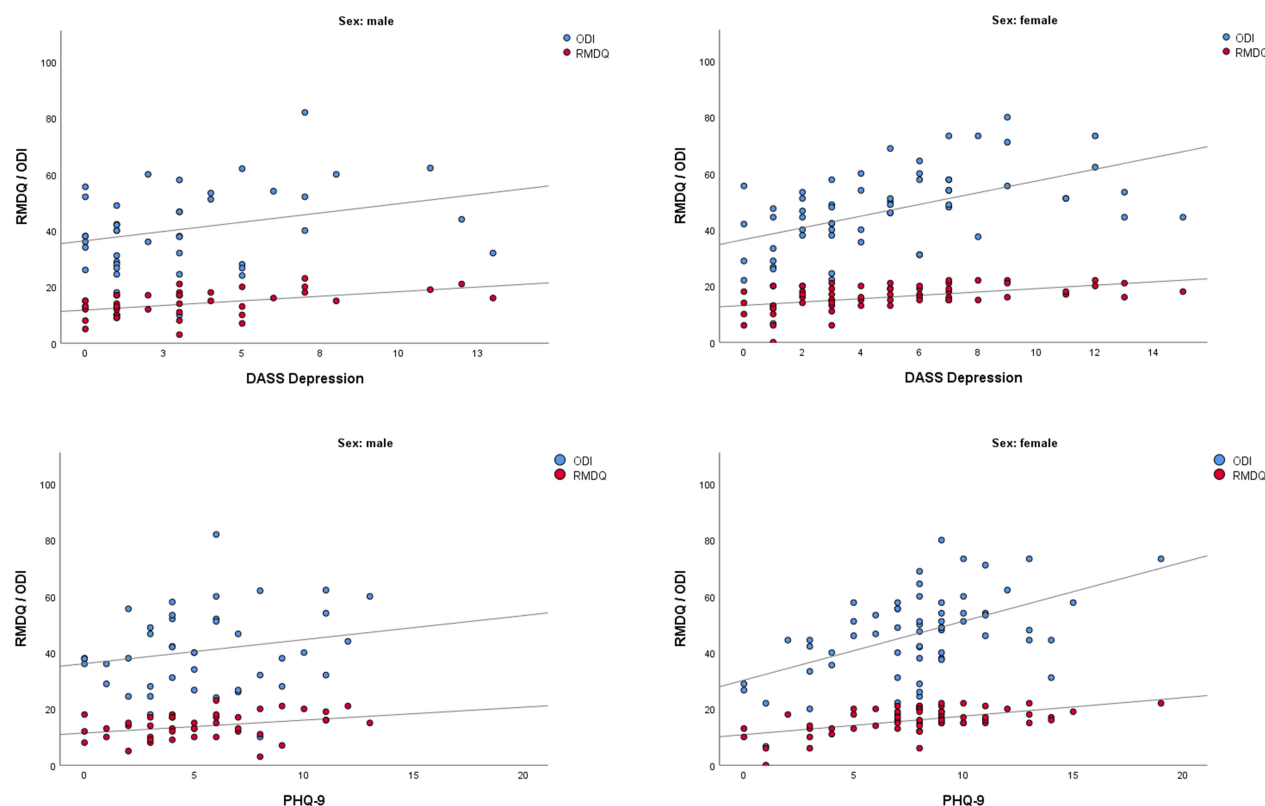 Sex: male
ODI
RMDQ
100
80
60
40
20
0
RMDQ / ODI
0 3 5 8 10 13
DASS Depression
Sex: female
ODI
RMDQ
100
80
60
40
20
0
RMDQ / ODI
0 2 4 6 8 10 12 14
DASS Depression
Sex: male
ODI
RMDQ
100
80
60
40
20
0
RMDQ / ODI
0 5 10 15 20
PHQ-9
Sex: female
ODI
RMDQ
100
80
60
40
20
0
RMDQ / ODI
0 5 10 15 20
PHQ-9